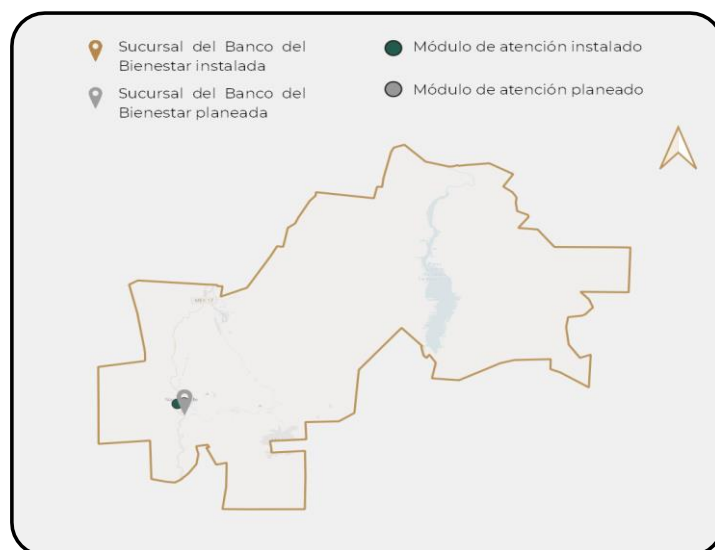 Sucursal del Banco del
Bienestar instalada
Sucursal del Banco del
Bienestar planeada
Módulo de atención instalado
Módulo de atención planeado